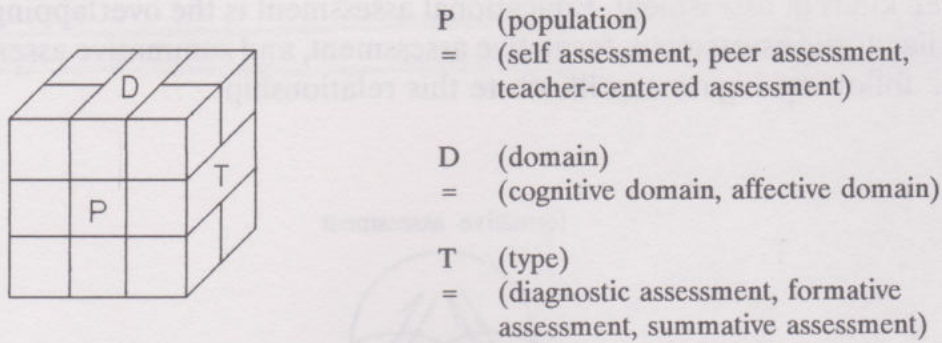 P (population)
= (self assessment, peer assessment,
teacher-centered assessment)
D
T
P
D (domain)
= (cognitive domain, affective domain)
T (type)
= (diagnostic assessment, formative
assessment, summative assessment)